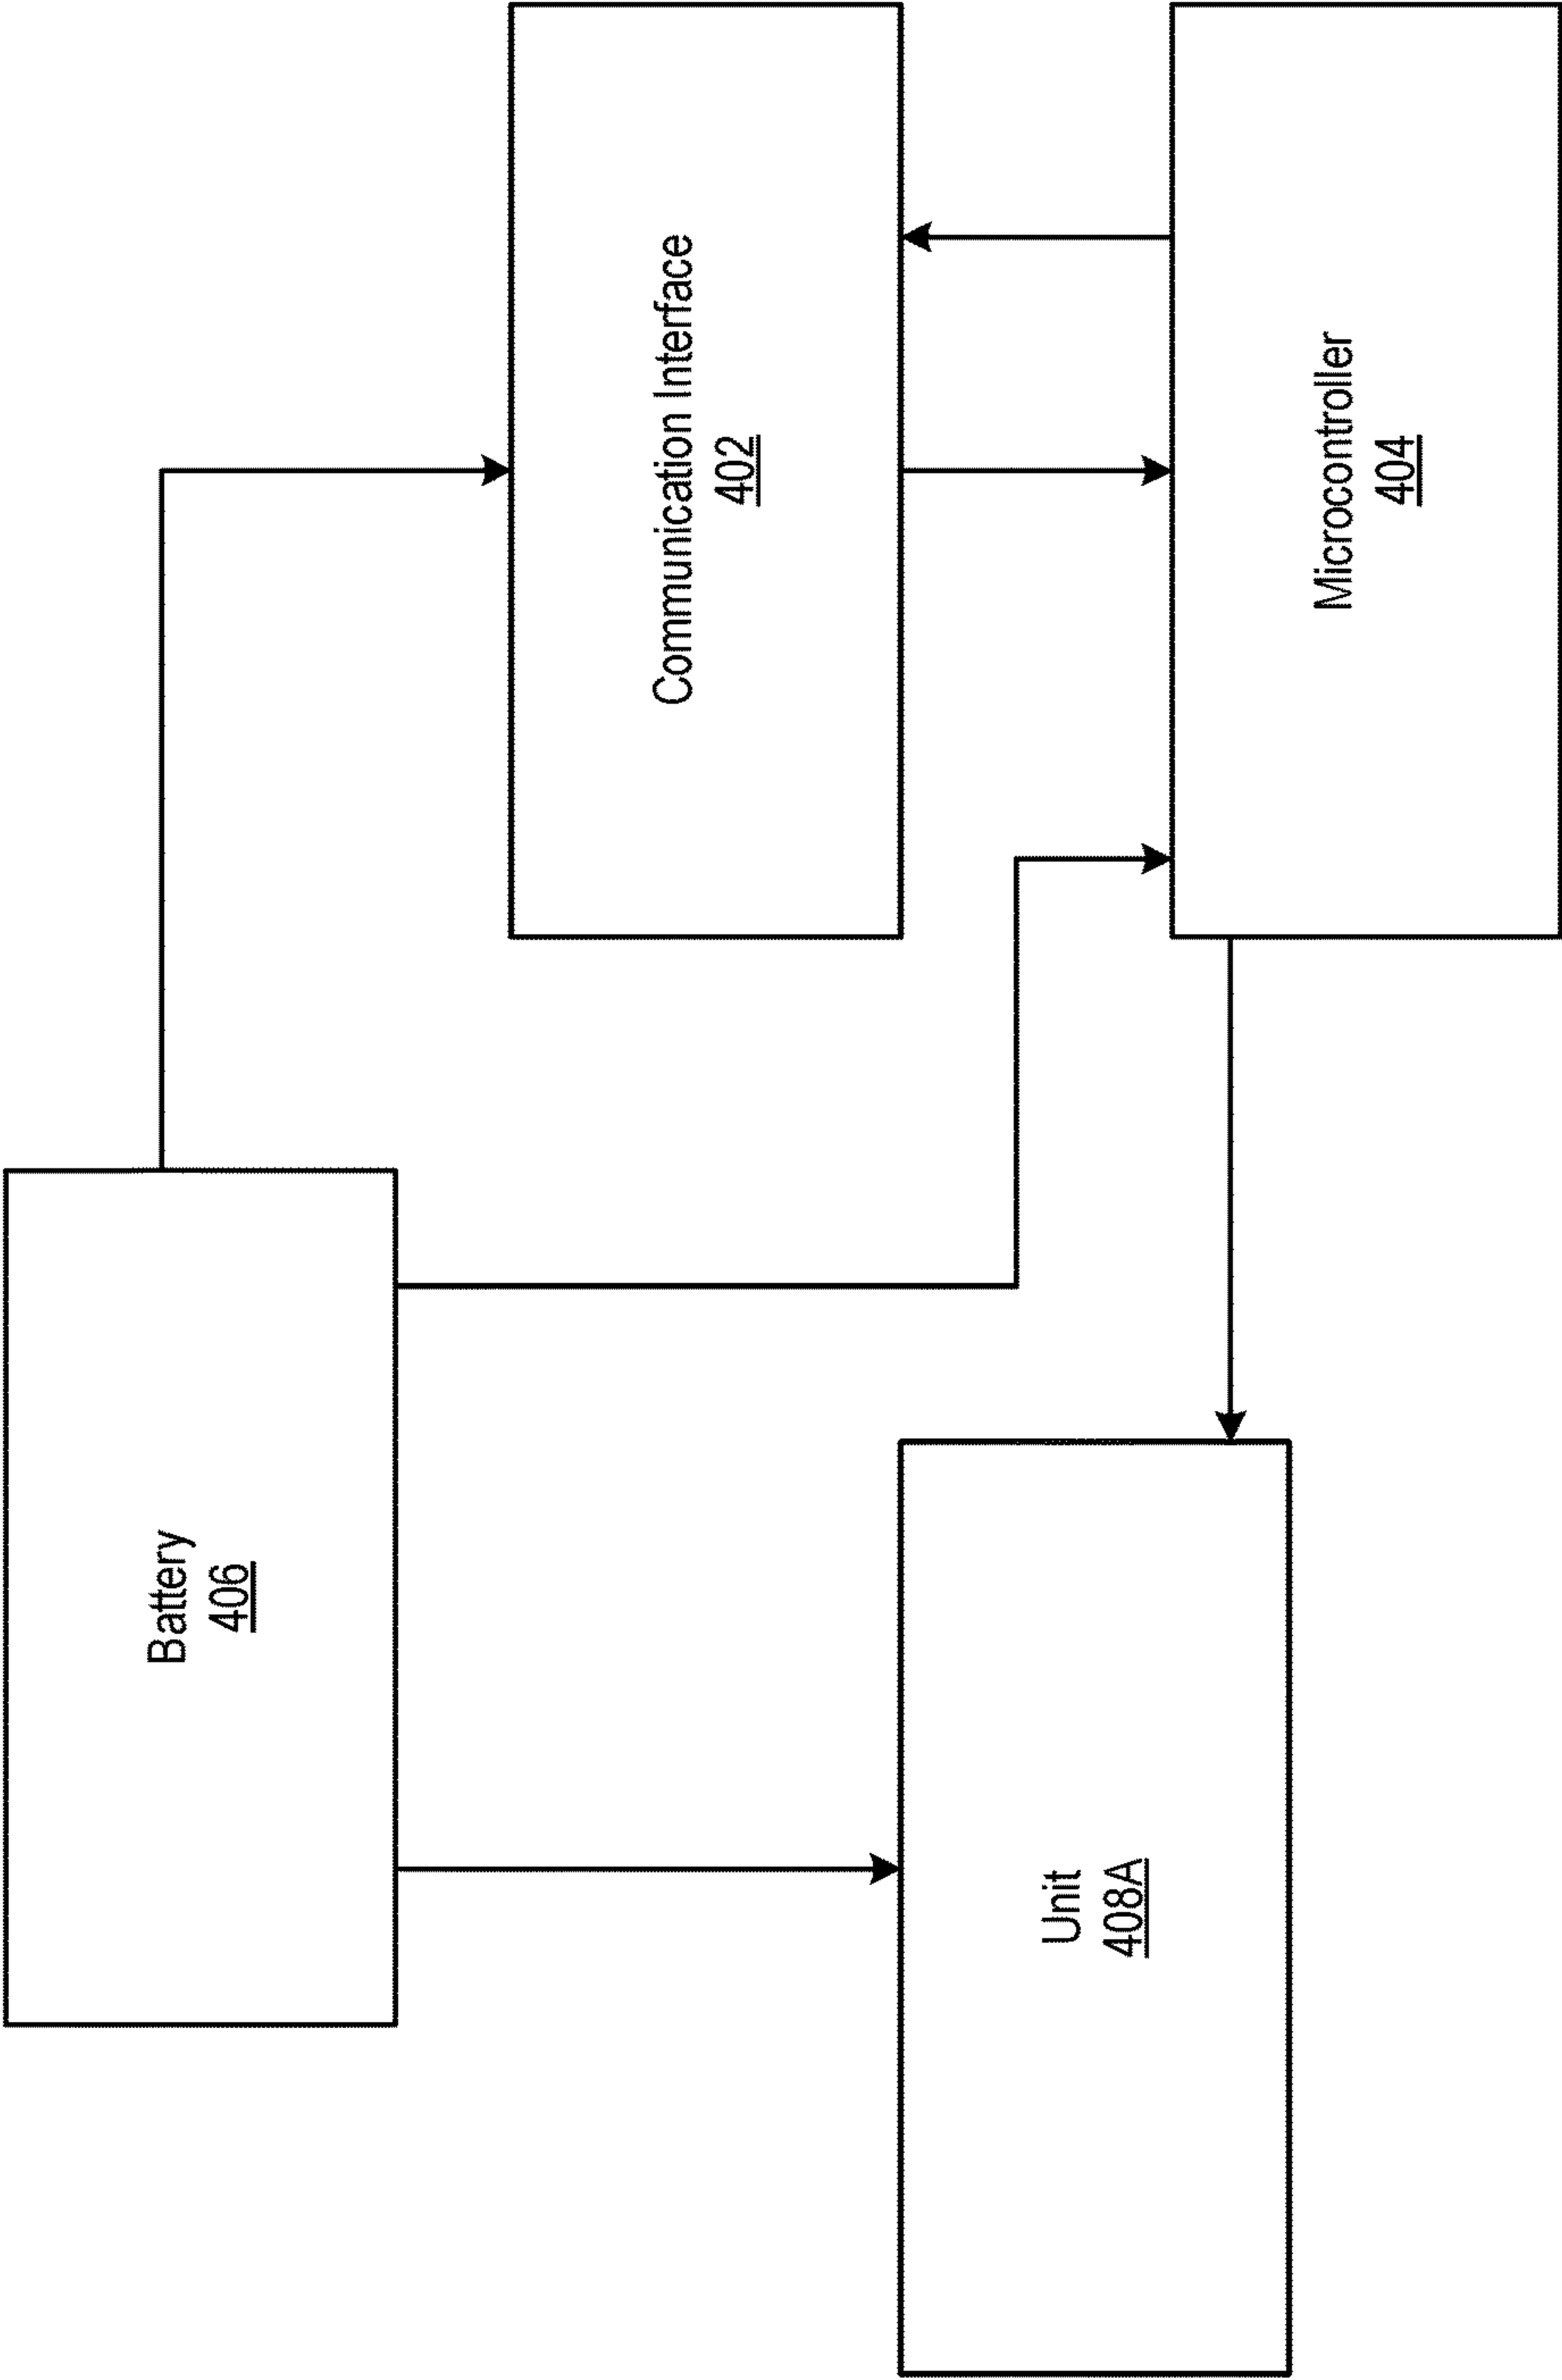 Battery
406
Communication Interface
402
Unit
408A
Microcontroller
404